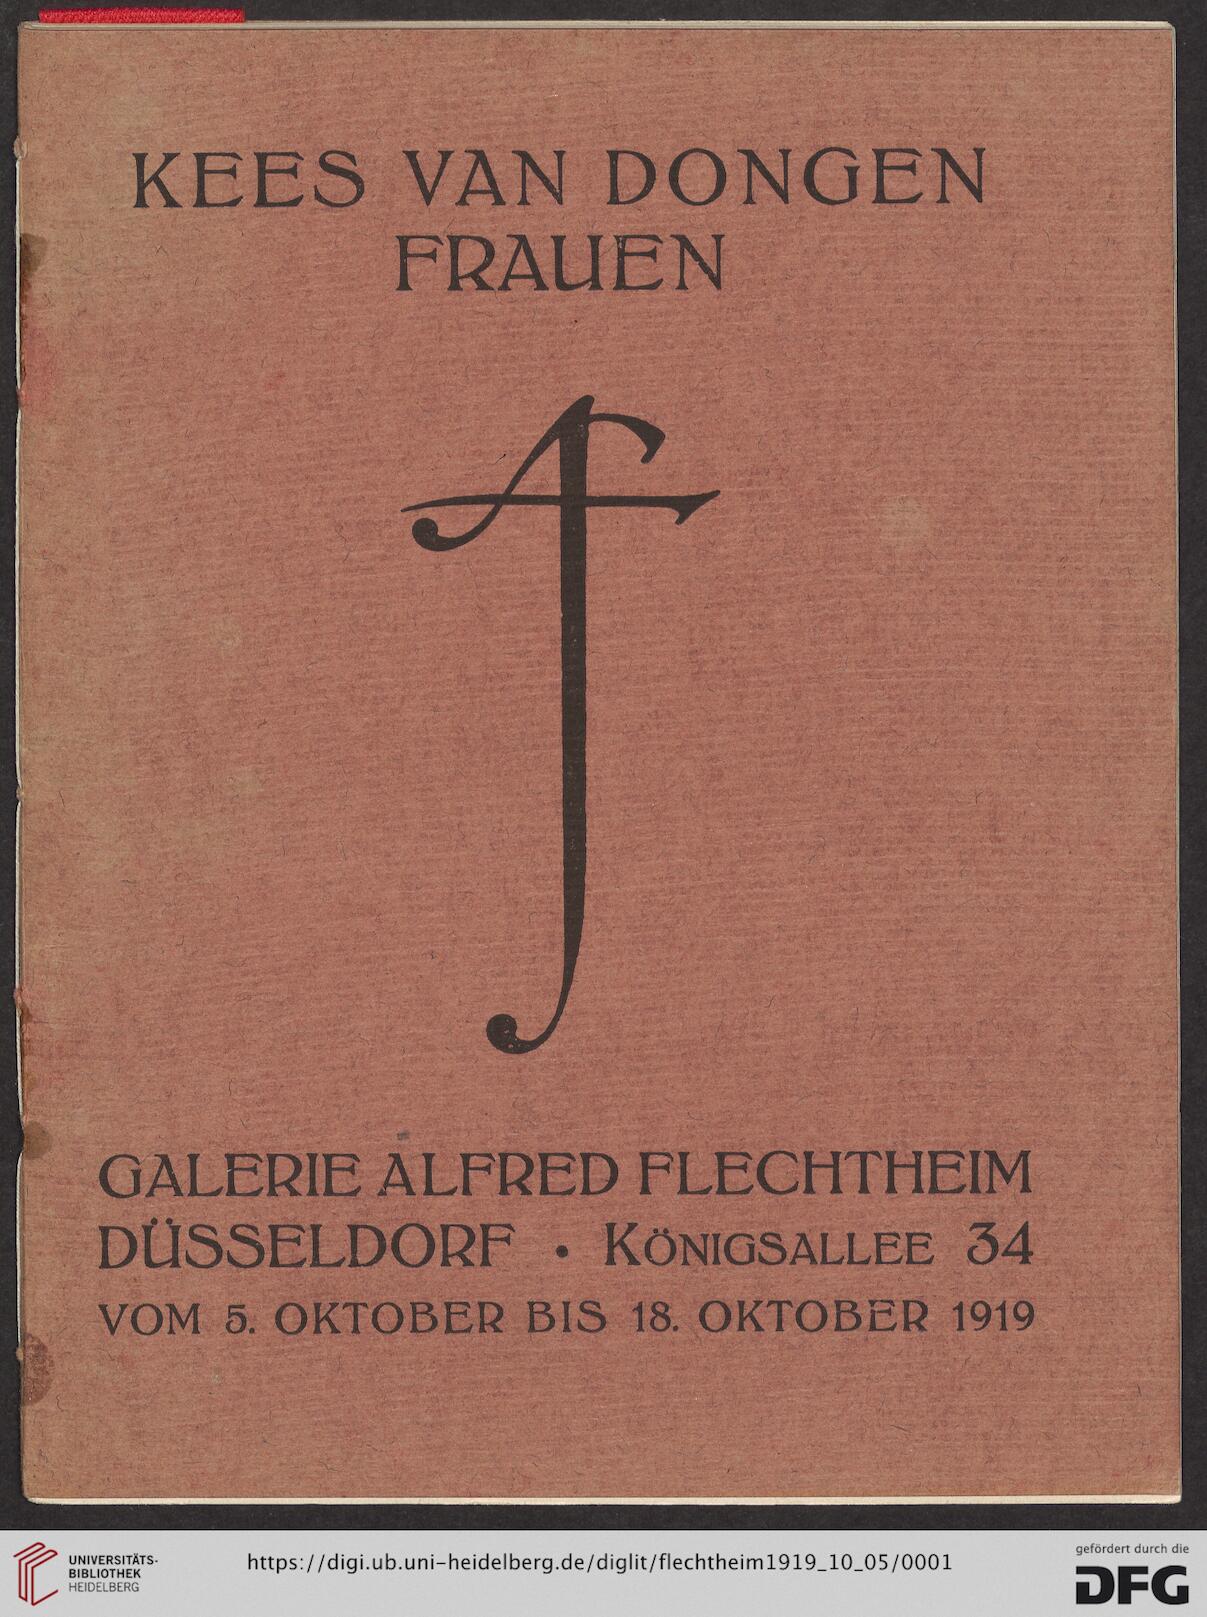 KEES VAN DONGEN
FRAUEN
AF
GALERIE ALFRED FLECHTHEIM
DÜSSELDORF • KÖNIGSALLEE 34
VOM 5. OKTOBER BIS 18. OKTOBER 1919
UNIVERSITÄTS-
BIBLIOTHEK
HEIDELBERG
https://digi.ub.uni-heidelberg.de/diglit/flechtheim1919_10_05/0001
gefördert durch die
DFG